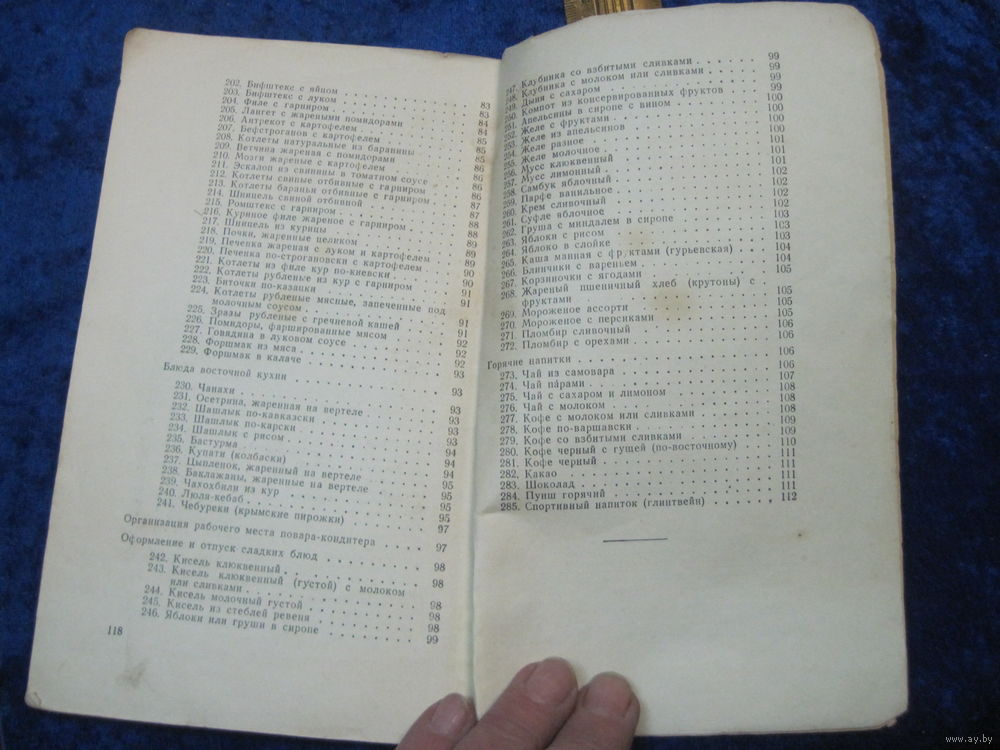 202. Бифштекс с яйцом . . . . . 83
203. Бифштекс с луком . . . . . 83
204. Филе с гарниром . . . . . 84
205. Лангет с жареными помидорами . . . . . 84
206. Антрекот с картофелем . . . . . 85
207. Бефстроганов с картофелем . . . . . 85
208. Котлеты натуральные из баранины . . . . . 85
209. Ветчина жареная с помидорами . . . . . 86
210. Мозги жареные с картофелем . . . . . 86
211. Эскалоп из свинины в томатном соусе . . . . . 86
212. Котлеты свиные отбивные с гарниром . . . . . 86
213. Котлеты бараньи отбивные с гарниром . . . . . 87
214. Шницель свиной отбивной . . . . . 87
215. Ромштекс с гарниром . . . . . 88
216. Куриное филе жареное с гарниром . . . . . 88
217. Шницель из курицы . . . . . 89
218. Почки, жаренные целиком . . . . . 89
219. Печенка жареная с луком и картофелем . . . . . 89
220. Печенка по-строгановски с картофелем . . . . . 90
221. Котлеты из филе кур по-киевски . . . . . 90
222. Котлеты рубленые из кур с гарниром . . . . . 91
223. Биточки по-казацки . . . . . 91
224. Котлеты рубленые мясные, запеченные под
молочным соусом . . . . . 91
225. Зразы рубленые с гречневой кашей . . . . . 91
226. Помидоры, фаршированные мясом . . . . . 92
227. Говядина в луковом соусе . . . . . 92
228. Форшмак из мяса . . . . . 92
229. Форшмак в калаче . . . . . 93
Блюда восточной кухни . . . . . 93
230. Чанахи . . . . . 93
231. Осетрина, жаренная на вертеле . . . . . 93
232. Шашлык по-кавказски . . . . . 93
233. Шашлык по-карски . . . . . 93
234. Шашлык с рисом . . . . . 94
235. Бастурма . . . . . 94
236. Купати (колбаски) . . . . . 94
237. Цыпленок, жаренный на вертеле . . . . . 95
238. Баклажаны, жаренные на вертеле . . . . . 95
239. Чахохбили из кур . . . . . 95
240. Люля-кебаб . . . . . 95
241. Чебуреки (крымские пирожки) . . . . . 97
Организация рабочего места повара-кондитера . . . . 97
Оформление и отпуск сладких блюд . . . . . 98
242. Кисель клюквенный . . . . . 98
243. Кисель клюквенный (густой) с молоком
или сливками . . . . . 98
244. Кисель молочный густой . . . . . 98
245. Кисель из стеблей ревеня . . . . . 98
246. Яблоки или груши в сиропе . . . . . 99
118
247. Клубника со взбитыми сливками . . . . . 99
248. Клубника с молоком или сливками . . . . . 99
249. Дыня с сахаром . . . . . 99
250. Компот из консервированных фруктов . . . . . 100
251. Апельсины в сиропе с вином . . . . . 100
252. Желе с фруктами . . . . . 100
253. Желе из апельсинов . . . . . 100
254. Желе разное . . . . . 101
255. Желе молочное . . . . . 101
256. Мусс клюквенный . . . . . 101
257. Мусс лимонный . . . . . 102
258. Самбук яблочный . . . . . 102
259. Парфе ванильное . . . . . 102
260. Крем сливочный . . . . . 102
261. Суфле яблочное . . . . . 103
262. Груша с миндалем в сиропе . . . . . 103
263. Яблоки с рисом . . . . . 103
264. Яблоко в слойке . . . . . 104
265. Каша манная с фруктами (гурьевская) . . . . . 104
266. Блинчики с вареньем . . . . . 104
267. Корзиночки с ягодами . . . . . 105
268. Жареный пшеничный хлеб (крутоны) с
фруктами . . . . . 105
269. Мороженое ассорти . . . . . 105
270. Мороженое с персиками . . . . . 105
271. Пломбир сливочный . . . . . 106
272. Пломбир с орехами . . . . . 106
Горячие напитки . . . . . 106
273. Чай из самовара . . . . . 106
274. Чай парами . . . . . 107
275. Чай с сахаром и лимоном . . . . . 108
276. Чай с молоком . . . . . 108
277. Кофе с молоком или сливками . . . . . 108
278. Кофе по-варшавски . . . . . 109
279. Кофе со взбитыми сливками . . . . . 109
280. Кофе черный с гущей (по-восточному) . . . . . 110
281. Кофе черный . . . . . 111
282. Какао . . . . . 111
283. Шоколад . . . . . 111
284. Пунш горячий . . . . . 111
285. Спортивный напиток (глинтвейн) . . . . . 112
www.ay.by